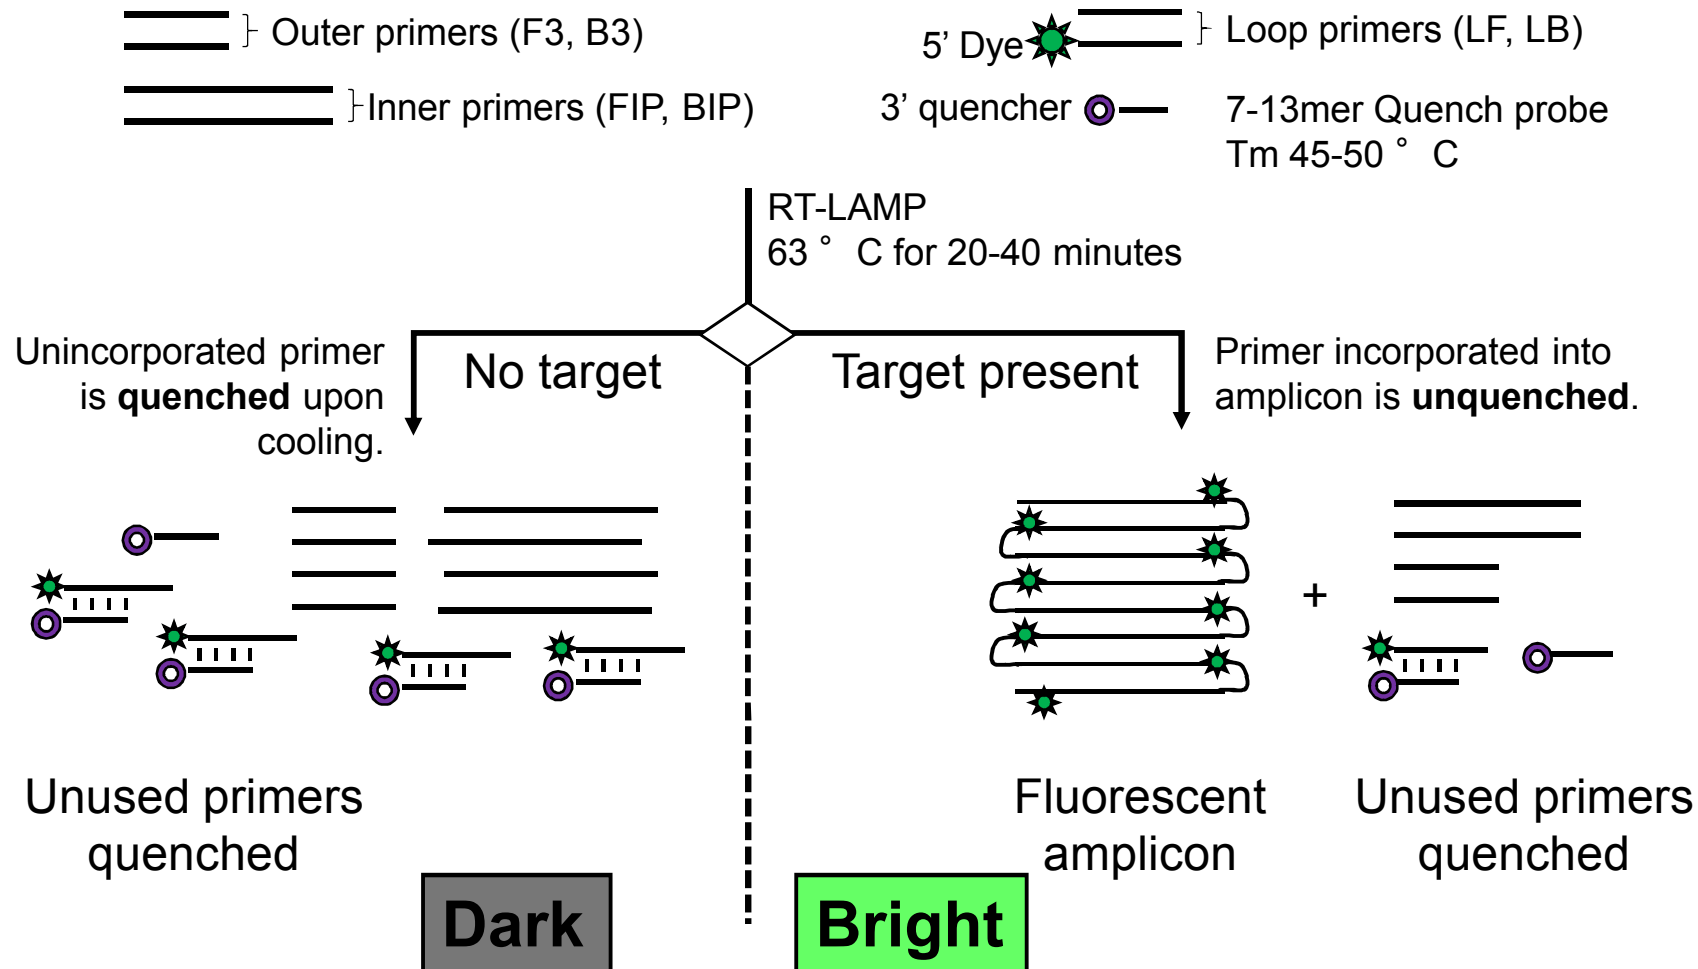 Outer primers (F3, B3)
Inner primers (FIP, BIP)
5’ Dye
Loop primers (LF, LB)
3’ quencher
7-13mer Quench probe
Tm 45-50 ° C
RT-LAMP
63 ° C for 20-40 minutes
Unincorporated primer
is quenched upon
cooling.
No target
Target present
Primer incorporated into
amplicon is unquenched.
+
Unused primers
quenched
Fluorescent
amplicon
Unused primers
quenched
Dark
Bright